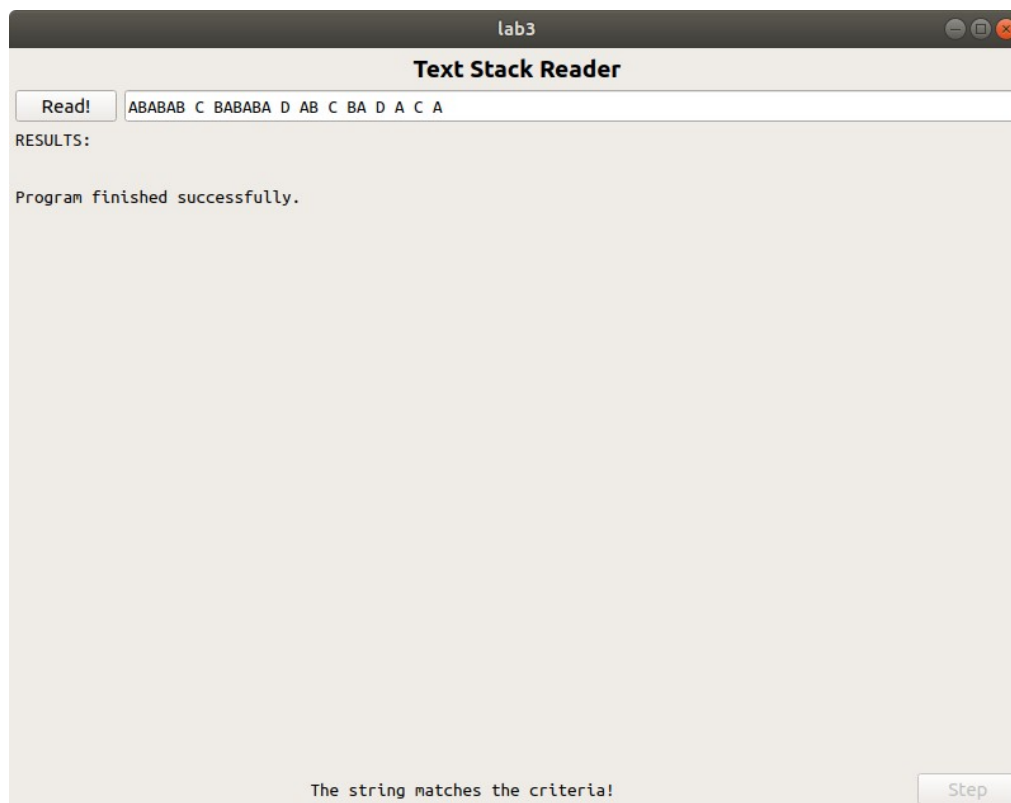 lab3
Text Stack Reader
Read! ABABAB C BABABA D AB C BA D A C A
RESULTS:
Program finished successfully.
The string matches the criteria! Step